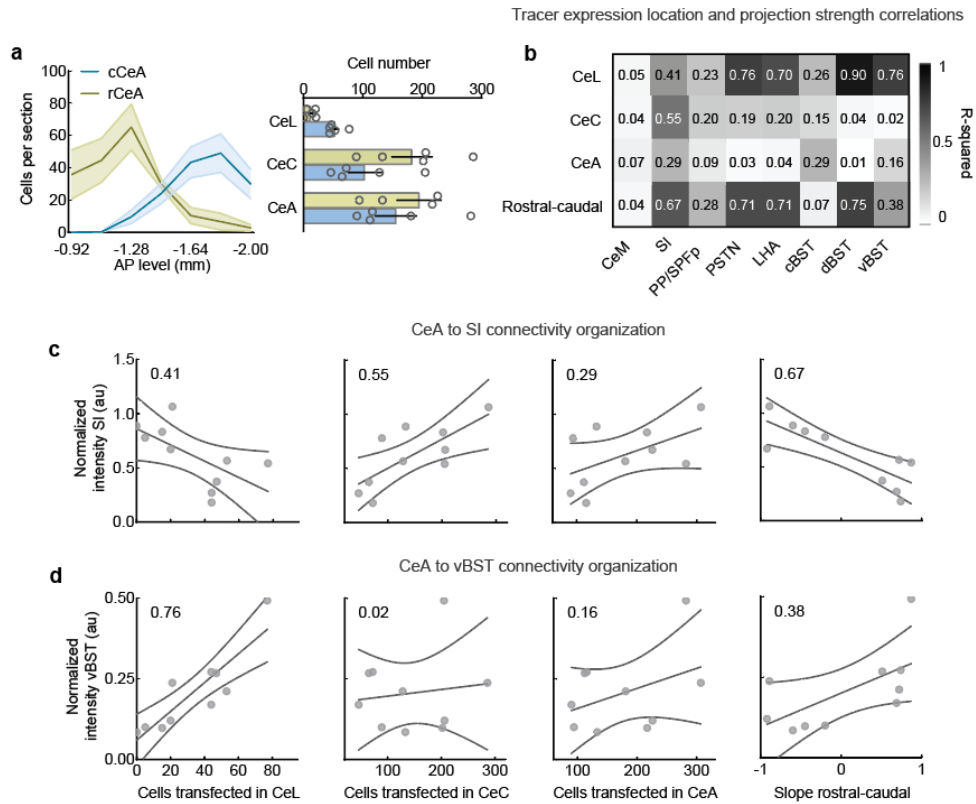 Tracer expression location and projection strength correlations
a
cCeA
rCeA
Cells per section
100
80
60
40
20
0
-0.92
-1.28
-1.64
-2.00
AP level (mm)
Cell number
0
100
200
300
CeL
CeC
CeA
b
CeL 0.05 0.41 0.23 0.76 0.70 0.26 0.90 0.76
CeC 0.04 0.55 0.20 0.19 0.20 0.15 0.04 0.02
CeA 0.07 0.29 0.09 0.03 0.04 0.29 0.01 0.16
Rostral-caudal 0.04 0.67 0.28 0.71 0.71 0.07 0.75 0.38
CeM SI PP/SPFp PSTN LHA cBST dBST vBST
1
0
R-squared
CeA to SI connectivity organization
c
Normalized
intensity SI (au)
1.5
1.0
0.5
0.0
0.41
0.55
0.29
0.67
CeA to vBST connectivity organization
d
Normalized
intensity vBST (au)
0.50
0.25
0.00
0.76
0.02
0.16
0.38
0 20 40 60 80
100 200 300
100 200 300
-1 0 1
Cells transfected in CeL
Cells transfected in CeC
Cells transfected in CeA
Slope rostral-caudal